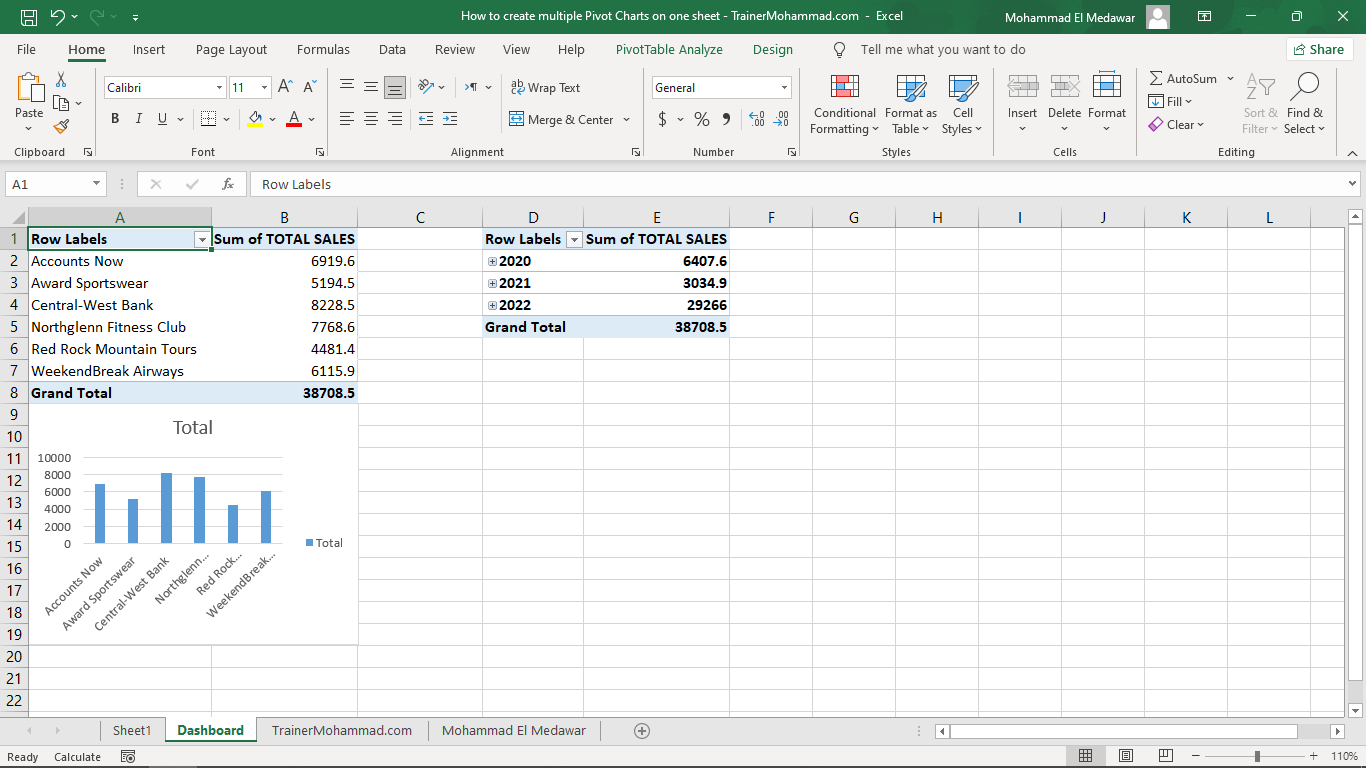 How to create multiple Pivot Charts on one sheet - TrainerMohammad.com - Excel
Mohammad El Medawar
File Home Insert Page Layout Formulas Data Review View Help PivotTable Analyze Design Tell me what you want to do Share
Paste
Clipboard
Calibri 11
B I U A
Font
Wrap Text
Merge & Center
Alignment
General
$ % 9
Number
Conditional Formatting
Format as Table
Cell Styles
Styles
Insert Delete Format
Cells
AutoSum
Fill
Clear
Sort & Filter
Find & Select
Editing
A1 fx Row Labels
A B C D E F G H I J K L
1 Row Labels Sum of TOTAL SALES Row Labels Sum of TOTAL SALES
2 Accounts Now 6919.6 2020 6407.6
3 Award Sportswear 5194.5 2021 3034.9
4 Central-West Bank 8228.5 2022 29266
5 Northglenn Fitness Club 7768.6 Grand Total 38708.5
6 Red Rock Mountain Tours 4481.4
7 WeekendBreak Airways 6115.9
8 Grand Total 38708.5
9
10
11
12
13
14
15
16
17
18
19
20
21
22
Total
10000
8000
6000
4000
2000
0
Accounts Now
Award Sportswear
Central-West Bank
Northglenn...
Red Rock...
WeekendBreak...
Total
Sheet1 Dashboard TrainerMohammad.com Mohammad El Medawar
Ready Calculate 110%